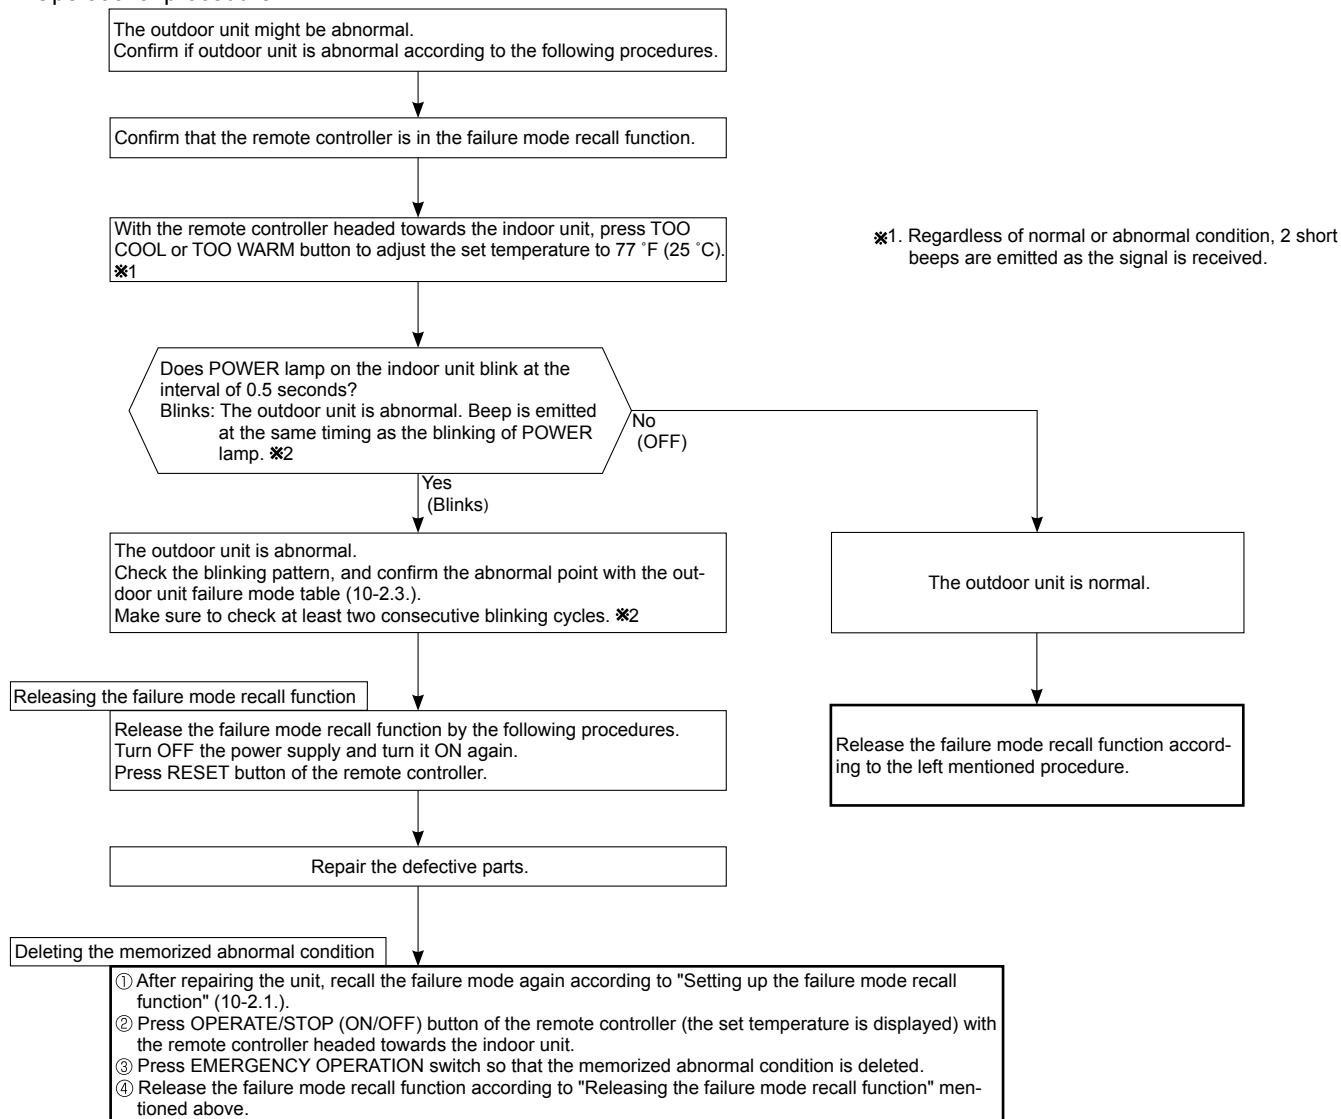 The outdoor unit might be abnormal.
Confirm if outdoor unit is abnormal according to the following procedures.
Confirm that the remote controller is in the failure mode recall function.
With the remote controller headed towards the indoor unit, press TOO
COOL or TOO WARM button to adjust the set temperature to 77 ˚F (25 ˚C).
※1
※1. Regardless of normal or abnormal condition, 2 short
beeps are emitted as the signal is received.
Does POWER lamp on the indoor unit blink at the
interval of 0.5 seconds?
Blinks: The outdoor unit is abnormal. Beep is emitted
at the same timing as the blinking of POWER
lamp. ※2
No
(OFF)
Yes
(Blinks)
The outdoor unit is abnormal.
Check the blinking pattern, and confirm the abnormal point with the out-
door unit failure mode table (10-2.3.).
Make sure to check at least two consecutive blinking cycles. ※2
The outdoor unit is normal.
Releasing the failure mode recall function
Release the failure mode recall function by the following procedures.
Turn OFF the power supply and turn it ON again.
Press RESET button of the remote controller.
Release the failure mode recall function accord-
ing to the left mentioned procedure.
Repair the defective parts.
Deleting the memorized abnormal condition
① After repairing the unit, recall the failure mode again according to "Setting up the failure mode recall
function" (10-2.1.).
② Press OPERATE/STOP (ON/OFF) button of the remote controller (the set temperature is displayed) with
the remote controller headed towards the indoor unit.
③ Press EMERGENCY OPERATION switch so that the memorized abnormal condition is deleted.
④ Release the failure mode recall function according to "Releasing the failure mode recall function" men-
tioned above.